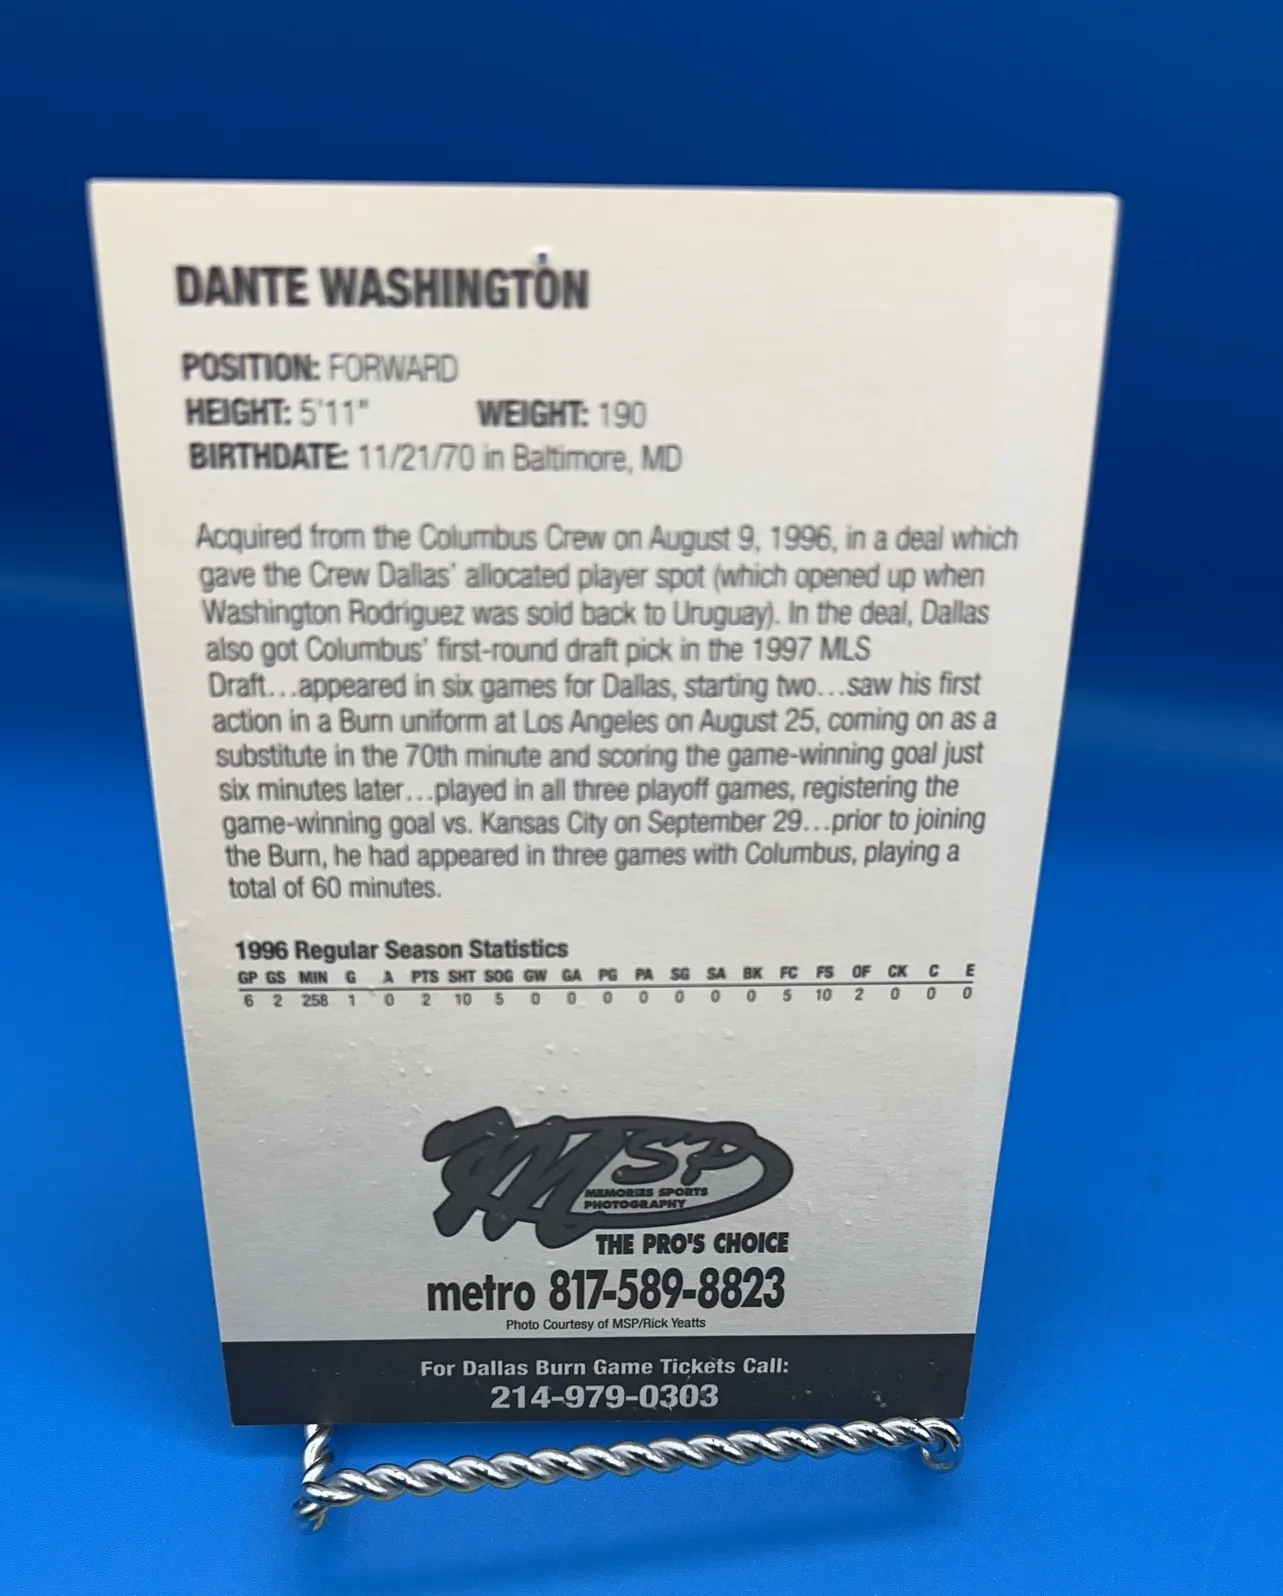 DANTE WASHINGTON
POSITION: FORWARD
HEIGHT: 5'11" WEIGHT: 190
BIRTHDATE: 11/21/70 in Baltimore, MD
Acquired from the Columbus Crew on August 9, 1996, in a deal which
gave the Crew Dallas' allocated player spot (which opened up when
Washington Rodriguez was sold back to Uruguay). In the deal, Dallas
also got Columbus' first-round draft pick in the 1997 MLS
Draft...appeared in six games for Dallas, starting two...saw his first
action in a Burn uniform at Los Angeles on August 25, coming on as a
substitute in the 70th minute and scoring the game-winning goal just
six minutes later...played in all three playoff games, registering the
game-winning goal vs. Kansas City on September 29...prior to joining
the Burn, he had appeared in three games with Columbus, playing a
total of 60 minutes.
1996 Regular Season Statistics
GP GS MIN G A PTS SHT SOG GW GA PG PA SG SA BK FC FS OF CK C E
6 2 258 1 0 2 10 5 0 0 0 0 0 0 0 5 10 2 0 0 0
MSP
MEMORIES SPORTS
PHOTOGRAPHY
THE PRO'S CHOICE
metro 817-589-8823
Photo Courtesy of MSP/Rick Yeatts
For Dallas Burn Game Tickets Call:
214-979-0303